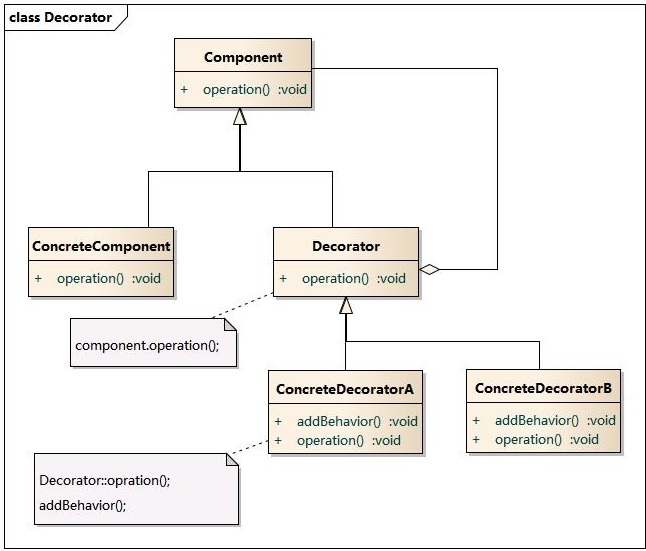 class Decorator
Component
+ operation() :void
ConcreteComponent
+ operation() :void
Decorator
+ operation() :void
component.operation();
ConcreteDecoratorA
+ addBehavior() :void
+ operation() :void
ConcreteDecoratorB
+ addBehavior() :void
+ operation() :void
Decorator::opration();
addBehavior();